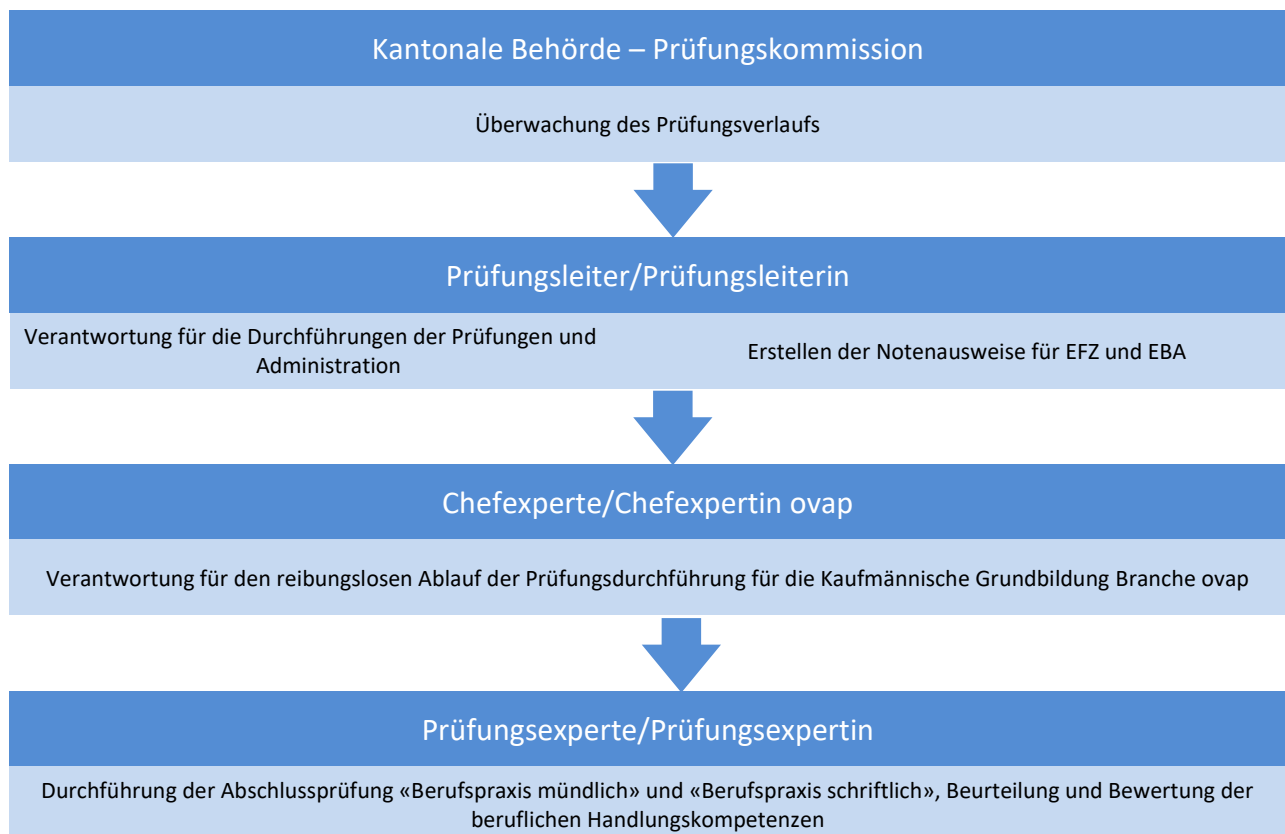 Kantonale Behörde – Prüfungskommission
Überwachung des Prüfungsverlaufs
Prüfungsleiter/Prüfungsleiterin
Verantwortung für die Durchführungen der Prüfungen und
Administration
Erstellen der Notenausweise für EFZ und EBA
Chefexperte/Chefexpertin ovap
Verantwortung für den reibungslosen Ablauf der Prüfungsdurchführung für die Kaufmännische Grundbildung Branche ovap
Prüfungsexperte/Prüfungsexpertin
Durchführung der Abschlussprüfung «Berufspraxis mündlich» und «Berufspraxis schriftlich», Beurteilung und Bewertung der
beruflichen Handlungskompetenzen